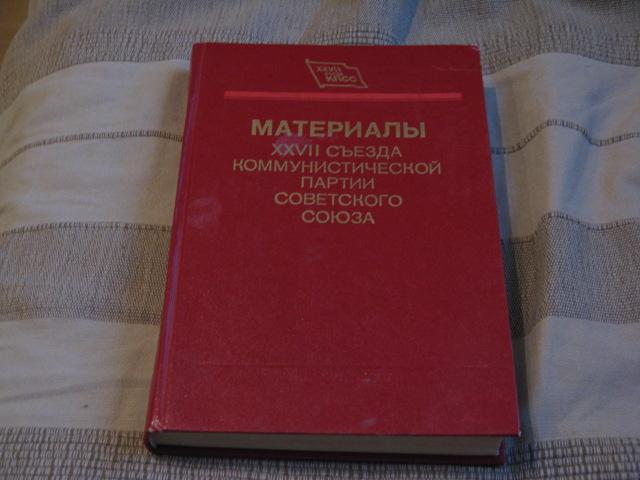 XXVII
КПСС
МАТЕРИАЛЫ
XXVII СЪЕЗДА
КОММУНИСТИЧЕСКОЙ
ПАРТИИ
СОВЕТСКОГО
СОЮЗА